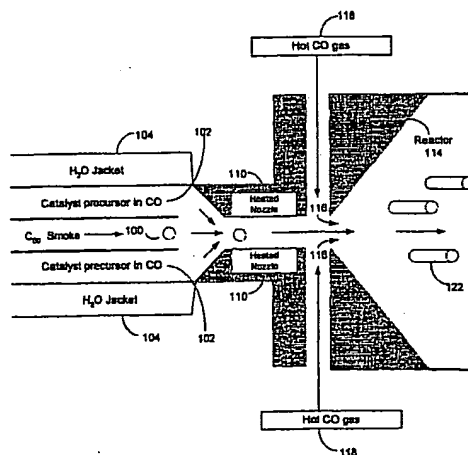 118
Hot CO gas
102
104
Reactor
114
H₂O Jacket
110
Catalyst precursor in CO
Heated
Nozzle
116
C₆₀ Smoke
100
116
Catalyst precursor in CO
Heated
Nozzle
122
H₂O Jacket
110
104
102
Hot CO gas
118